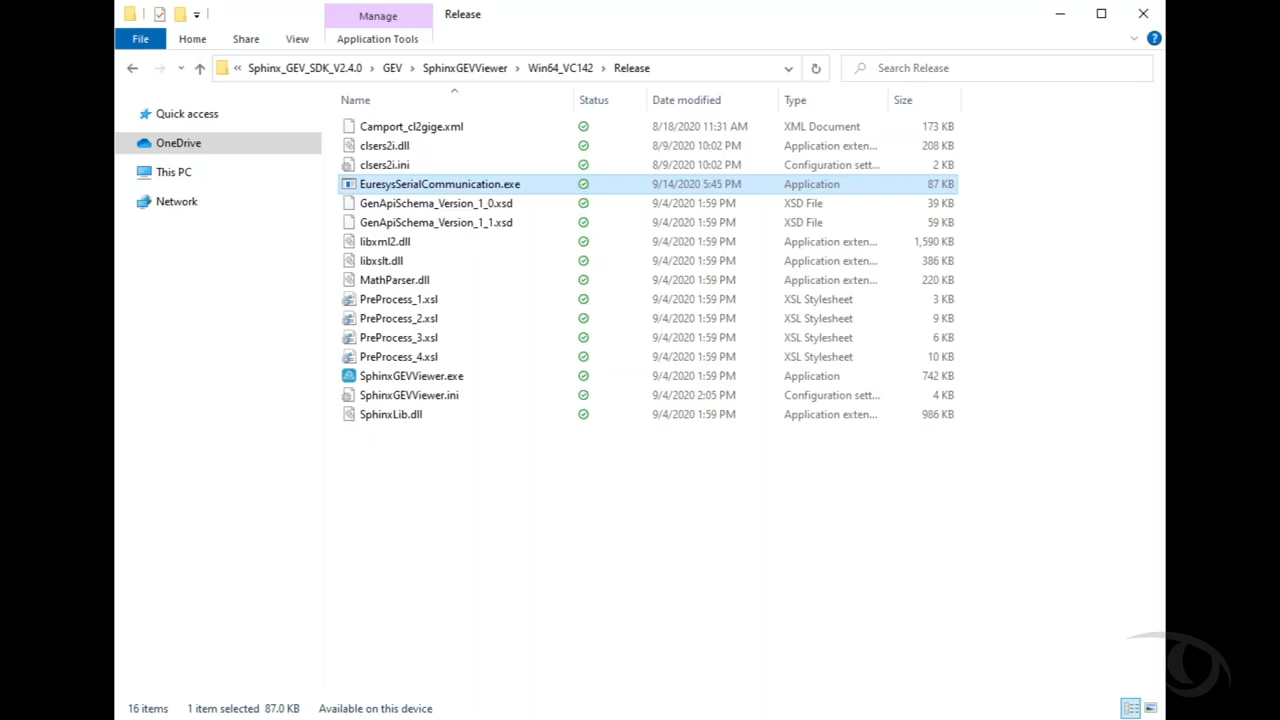 Manage
Release
File
Home
Share
View
Application Tools
« Sphinx_GEV_SDK_V2.4.0 > GEV > SphinxGEVViewer > Win64_VC142 > Release
Search Release
Name Status Date modified Type Size
Quick access
OneDrive
This PC
Network
Camport_cl2gige.xml 8/18/2020 11:31 AM XML Document 173 KB
clsers2i.dll 8/9/2020 10:02 PM Application exten... 208 KB
clsers2i.ini 8/9/2020 10:02 PM Configuration sett... 2 KB
EuresysSerialCommunication.exe 9/14/2020 5:45 PM Application 87 KB
GenApiSchema_Version_1_0.xsd 9/4/2020 1:59 PM XSD File 39 KB
GenApiSchema_Version_1_1.xsd 9/4/2020 1:59 PM XSD File 59 KB
libxml2.dll 9/4/2020 1:59 PM Application exten... 1,590 KB
libxslt.dll 9/4/2020 1:59 PM Application exten... 386 KB
MathParser.dll 9/4/2020 1:59 PM Application exten... 220 KB
PreProcess_1.xsl 9/4/2020 1:59 PM XSL Stylesheet 3 KB
PreProcess_2.xsl 9/4/2020 1:59 PM XSL Stylesheet 9 KB
PreProcess_3.xsl 9/4/2020 1:59 PM XSL Stylesheet 6 KB
PreProcess_4.xsl 9/4/2020 1:59 PM XSL Stylesheet 10 KB
SphinxGEVViewer.exe 9/4/2020 1:59 PM Application 742 KB
SphinxGEVViewer.ini 9/4/2020 2:05 PM Configuration sett... 4 KB
SphinxLib.dll 9/4/2020 1:59 PM Application exten... 986 KB
16 items 1 item selected 87.0 KB Available on this device